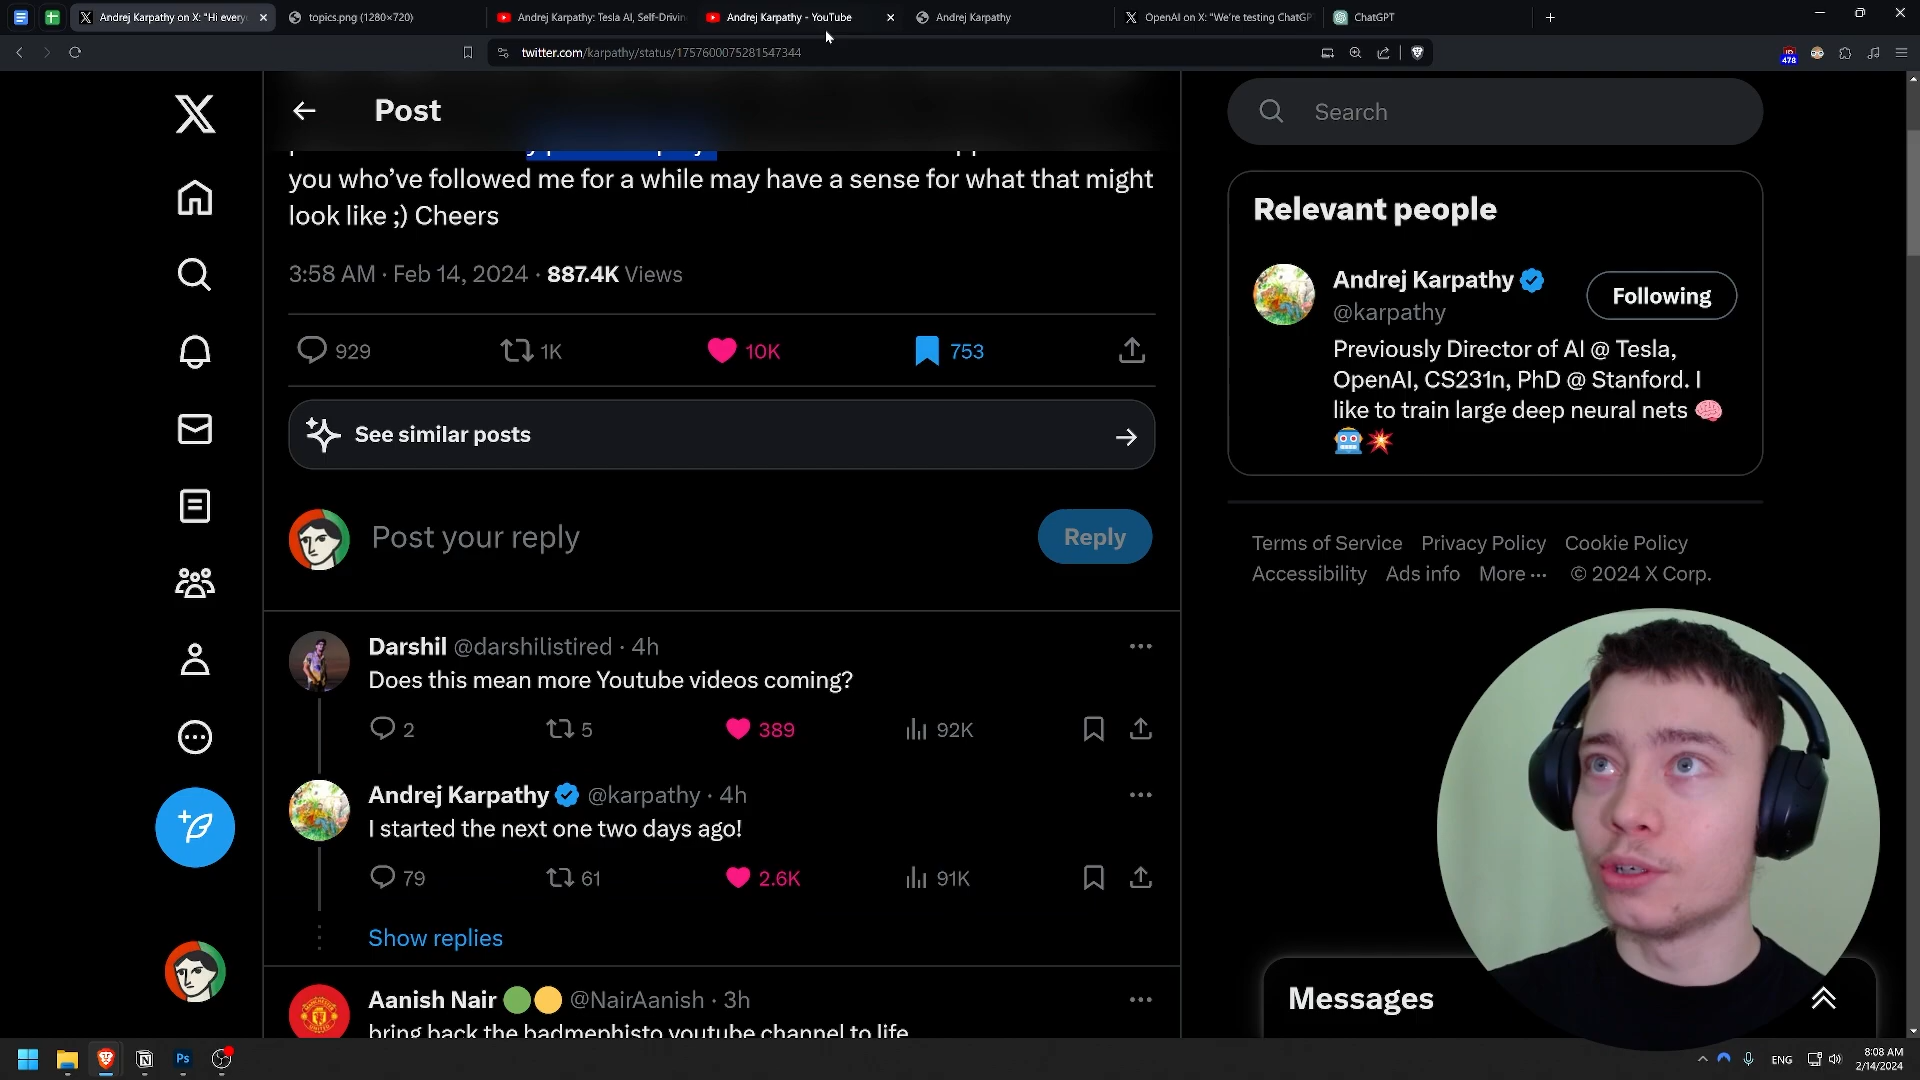 Andrej Karpathy on X: "Hi every
topics.png (1280×720)
Andrej Karpathy: Tesla AI, Self-Drivin
Andrej Karpathy - YouTube
Andrej Karpathy
OpenAI on X: "We're testing ChatGP
ChatGPT
twitter.com/karpathy/status/1757600075281547344
478
Post
you who've followed me for a while may have a sense for what that might
look like ;) Cheers
3:58 AM · Feb 14, 2024 · 887.4K Views
929
1K
10K
753
See similar posts
Post your reply
Reply
Darshil @darshilistired · 4h
Does this mean more Youtube videos coming?
2
5
389
92K
Andrej Karpathy @karpathy · 4h
I started the next one two days ago!
79
61
2.6K
91K
Show replies
Aanish Nair @NairAanish · 3h
bring back the badmephisto youtube channel to life
Search
Relevant people
Andrej Karpathy
@karpathy
Following
Previously Director of AI @ Tesla,
OpenAI, CS231n, PhD @ Stanford. I
like to train large deep neural nets
Terms of Service Privacy Policy Cookie Policy
Accessibility Ads info More ··· © 2024 X Corp.
Messages
Ps
ENG
8:08 AM
2/14/2024